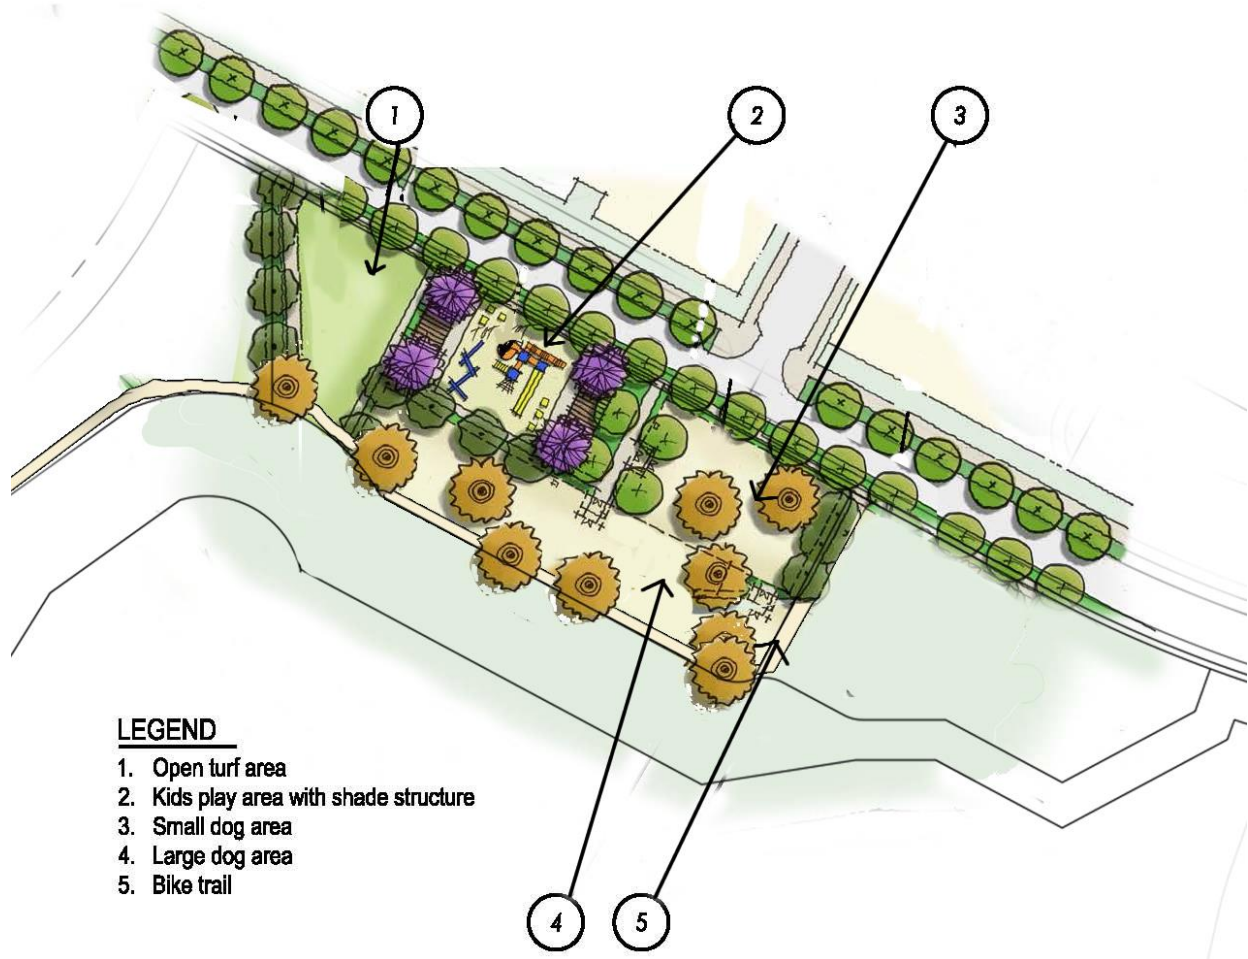 1
2
3
LEGEND
1. Open turf area
2. Kids play area with shade structure
3. Small dog area
4. Large dog area
5. Bike trail
4
5